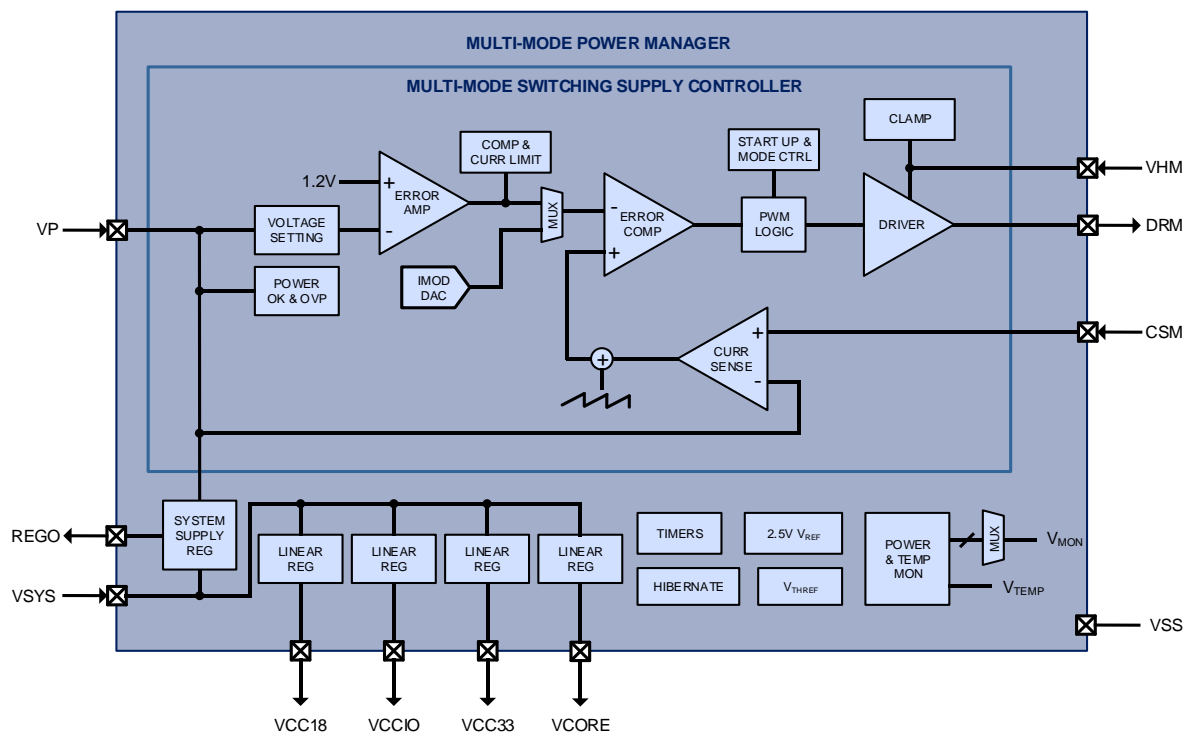 MULTI-MODE POWER MANAGER
MULTI-MODE SWITCHING SUPPLY CONTROLLER
CLAMP
COMP &
CURR LIMIT
START UP &
MODE CTRL
VHM
1.2V
+
ERROR
AMP
-
MUX
-
ERROR
COMP
+
PWM
LOGIC
DRIVER
DRM
VP
VOLTAGE
SETTING
POWER
OK & OVP
IMOD
DAC
CSM
+
CURR
SENSE
-
+
REGO
SYSTEM
SUPPLY
REG
VSYS
LINEAR
REG
LINEAR
REG
LINEAR
REG
LINEAR
REG
TIMERS
2.5V VREF
HIBERNATE
VTHREF
POWER
& TEMP
MON
MUX
VMON
VTEMP
VSS
VCC18
VCCIO
VCC33
VCORE